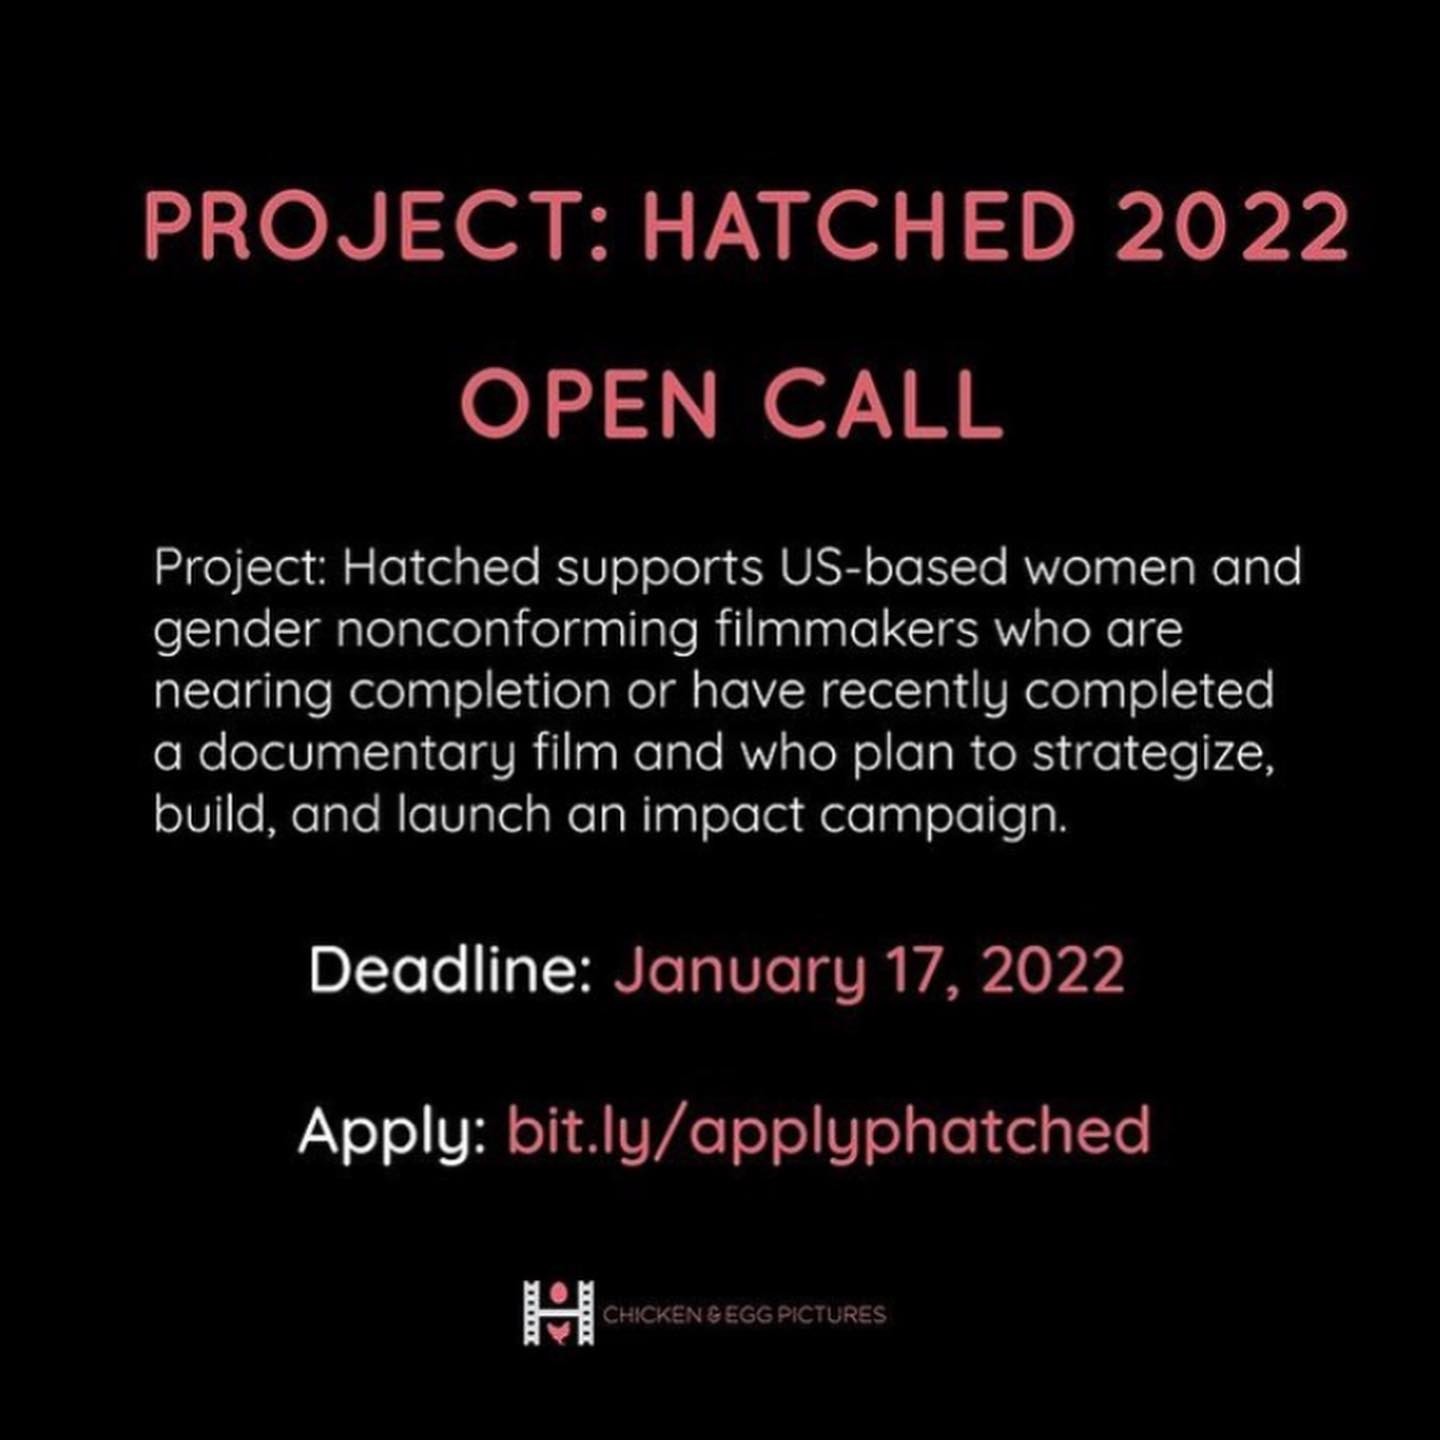 PROJECT: HATCHED 2022
OPEN CALL
Project: Hatched supports US-based women and
gender nonconforming filmmakers who are
nearing completion or have recently completed
a documentary film and who plan to strategize,
build, and launch an impact campaign.
Deadline: January 17, 2022
Apply: bit.ly/applyphatched
CHICKEN & EGG PICTURES